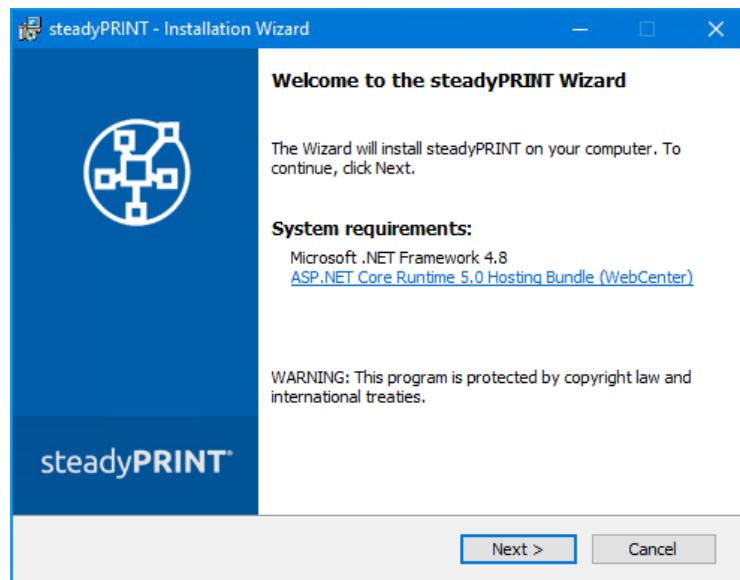 steadyPRINT - Installation Wizard
Welcome to the steadyPRINT Wizard
The Wizard will install steadyPRINT on your computer. To
continue, click Next.
System requirements:
Microsoft .NET Framework 4.8
ASP.NET Core Runtime 5.0 Hosting Bundle (WebCenter)
WARNING: This program is protected by copyright law and
international treaties.
steadyPRINT®
Next >
Cancel